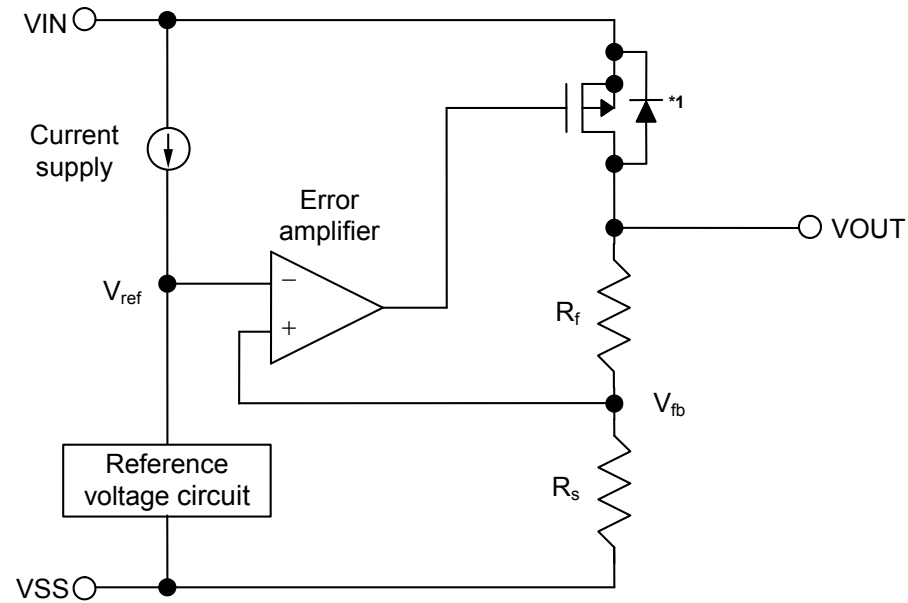 VIN
*1
Current
supply
Error
amplifier
VOUT
Vref
−
+
Rf
Vfb
Reference
voltage circuit
Rs
VSS